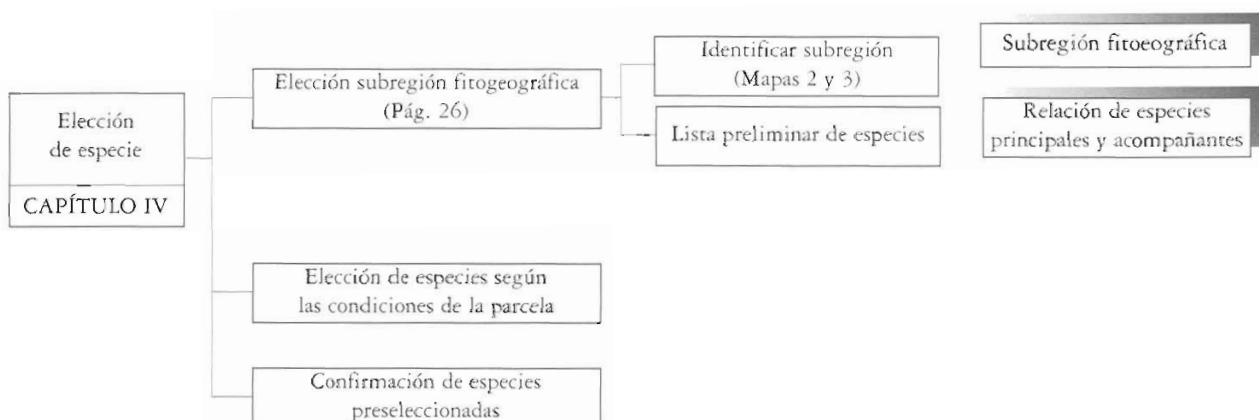 Elección
de especie
CAPÍTULO IV
Elección subregión fitogeográfica
(Pág. 26)
Identificar subregión
(Mapas 2 y 3)
Lista preliminar de especies
Subregión fitoeográfica
Relación de especies
principales y acompañantes
Elección de especies según
las condiciones de la parcela
Confirmación de especies
preseleccionadas